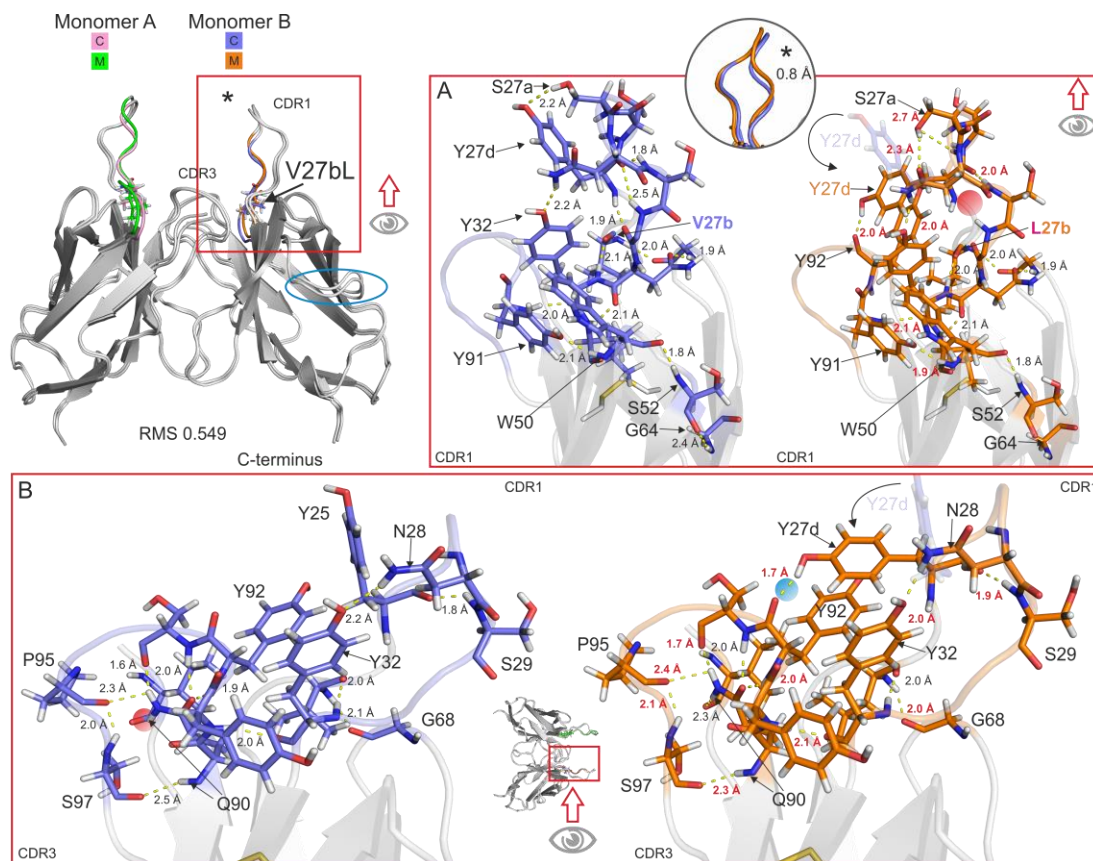 Monomer A
Monomer B
C
C
M
M
*
CDR1
CDR3
V27bL
RMS 0.549
C-terminus
A
*
0.8 Å
S27a
2.2 Å
Y27d
1.8 Å
2.5 Å
2.2 Å
Y32
1.9 Å
V27b
2.0 Å
1.9 Å
2.1 Å
2.0 Å
2.1 Å
2.1 Å
Y91
1.8 Å
W50
S52
G64
2.4 Å
CDR1
S27a
2.7 Å
Y27d
2.3 Å
2.0 Å
Y27d
L27b
2.0 Å
2.0 Å
Y92
2.0 Å
2.0 Å
1.9 Å
2.1 Å
2.1 Å
Y91
1.9 Å
1.8 Å
W50
S52
G64
CDR1
B
CDR1
Y25
N28
Y92
2.2 Å
1.8 Å
S29
Y32
P95
1.6 Å
2.0 Å
2.3 Å
1.9 Å
2.0 Å
2.0 Å
2.1 Å
G68
2.0 Å
S97
2.5 Å
Q90
CDR3
CDR1
Y27d
Y27d
N28
1.7 Å
Y92
1.9 Å
2.0 Å
S29
1.7 Å
2.0 Å
Y32
P95
2.4 Å
2.0 Å
2.0 Å
2.1 Å
2.3 Å
2.0 Å
G68
2.1 Å
S97
2.3 Å
Q90
CDR3